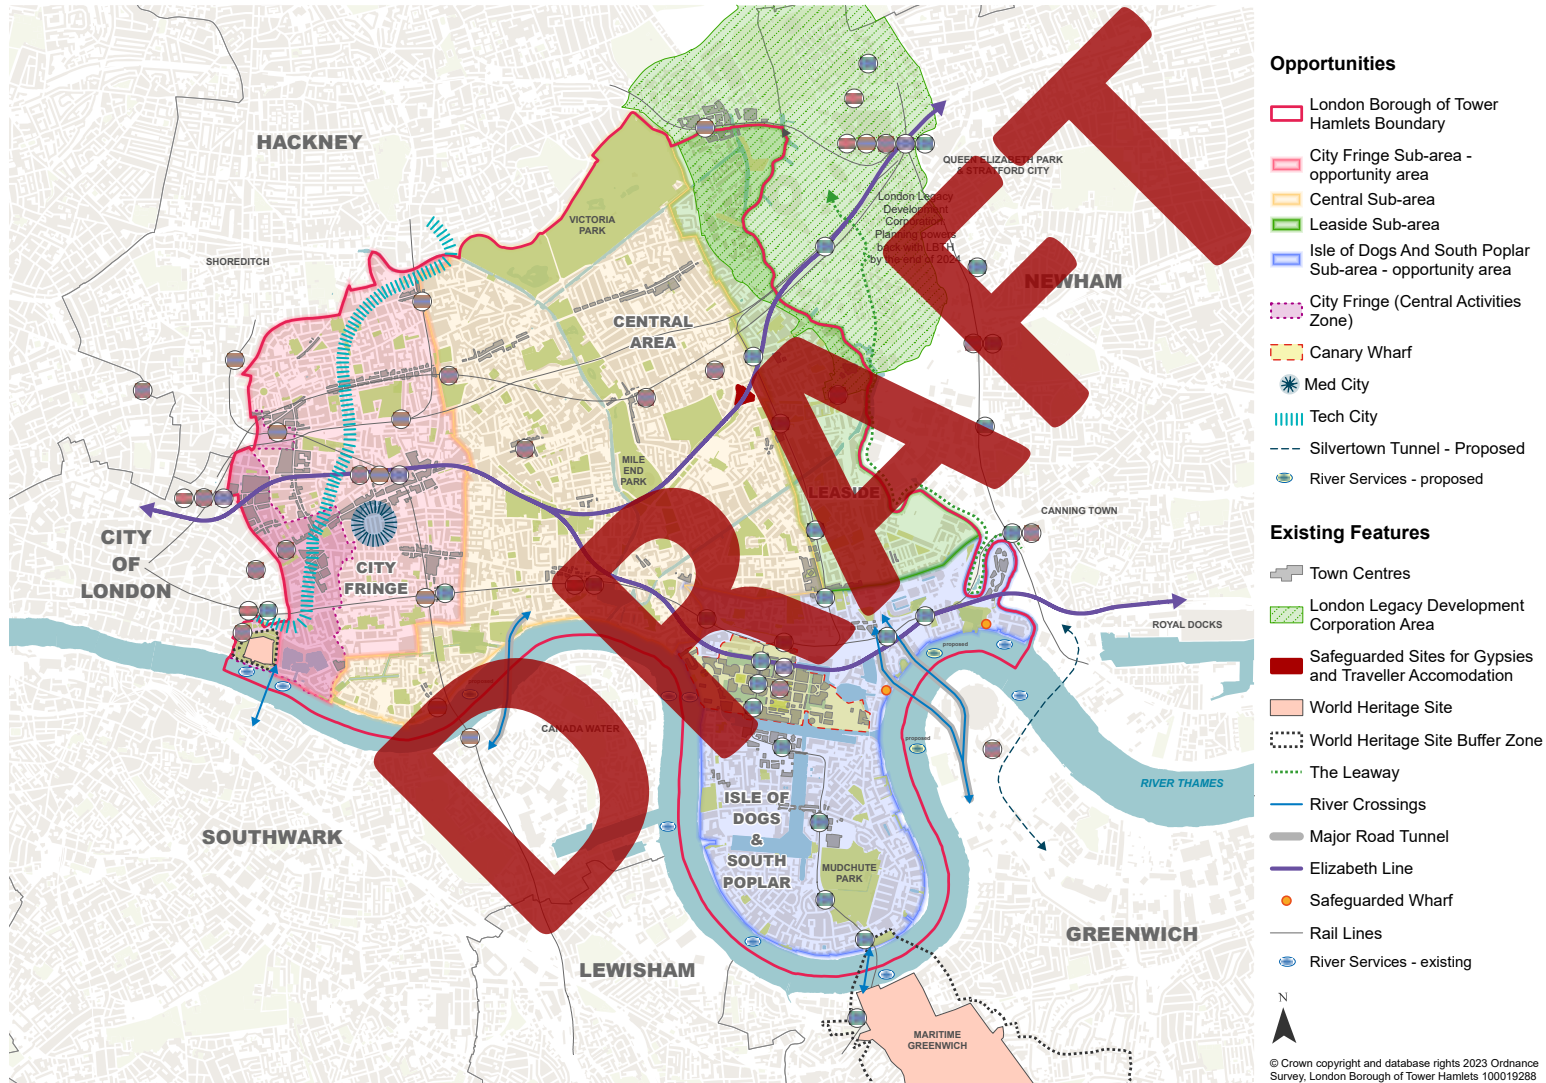 HACKNEY
SHOREDITCH
VICTORIA
PARK
QUEEN ELIZABETH PARK
& STRATFORD CITY
London Legacy
Development
Corporation:
Planning powers
back with LBTH
by the end of 2024
NEWHAM
CENTRAL
AREA
MILE
END
PARK
LEASIDE
CANNING TOWN
CITY
OF
LONDON
CITY
FRINGE
ROYAL DOCKS
proposed
proposed
proposed
CANADA WATER
RIVER THAMES
ISLE OF
DOGS
&
SOUTH
POPLAR
MUDCHUTE
PARK
SOUTHWARK
LEWISHAM
GREENWICH
MARITIME
GREENWICH
DRAFT
Opportunities
London Borough of Tower
Hamlets Boundary
City Fringe Sub-area -
opportunity area
Central Sub-area
Leaside Sub-area
Isle of Dogs And South Poplar
Sub-area - opportunity area
City Fringe (Central Activities
Zone)
Canary Wharf
Med City
Tech City
Silvertown Tunnel - Proposed
River Services - proposed
Existing Features
Town Centres
London Legacy Development
Corporation Area
Safeguarded Sites for Gypsies
and Traveller Accomodation
World Heritage Site
World Heritage Site Buffer Zone
The Leaway
River Crossings
Major Road Tunnel
Elizabeth Line
Safeguarded Wharf
Rail Lines
River Services - existing
N
© Crown copyright and database rights 2023 Ordnance
Survey, London Borough of Tower Hamlets 100019288